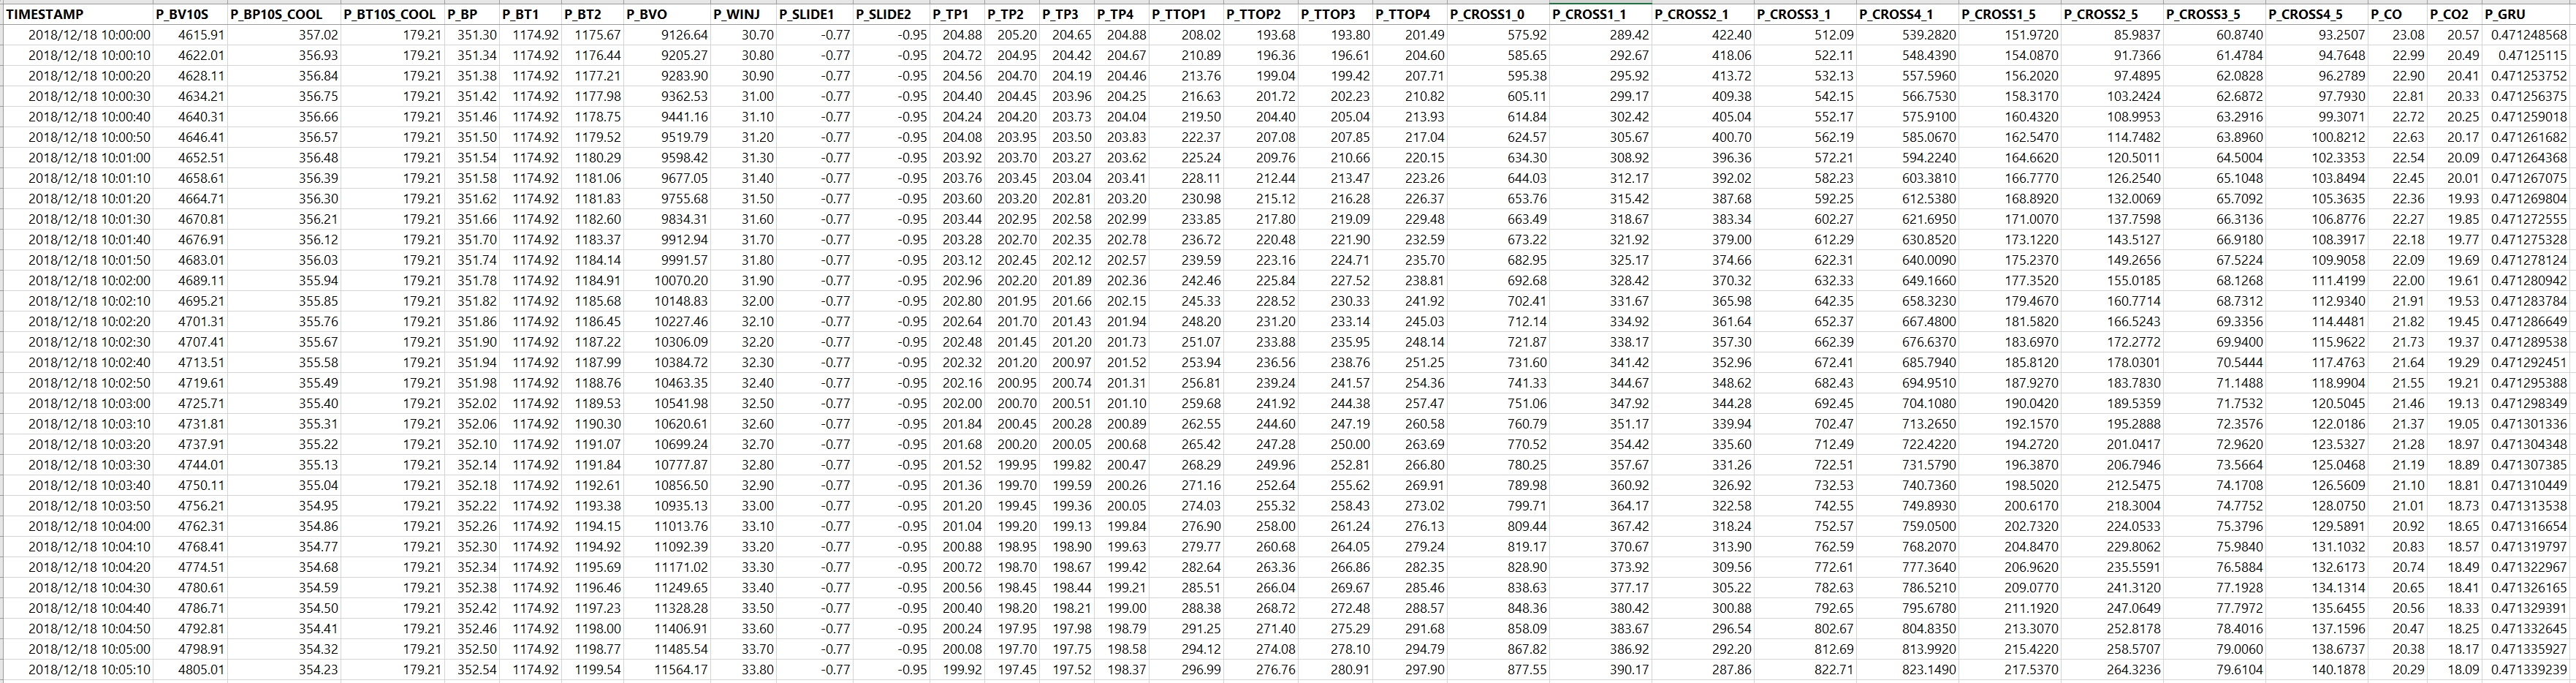 TIMESTAMP P_BV10S P_BP10S_COOL P_BT10S_COOL P_BP P_BT1 P_BT2 P_BVO P_WINJ P_SLIDE1 P_SLIDE2 P_TP1 P_TP2 P_TP3 P_TP4 P_TTOP1 P_TTOP2 P_TTOP3 P_TTOP4 P_CROSS1_0 P_CROSS1_1 P_CROSS2_1 P_CROSS3_1 P_CROSS4_1 P_CROSS1_5 P_CROSS2_5 P_CROSS3_5 P_CROSS4_5 P_CO P_CO2 P_GRU
2018/12/18 10:00:00 4615.91 357.02 179.21 351.30 1174.92 1175.67 9126.64 30.70 -0.77 -0.95 204.88 205.20 204.65 204.88 208.02 193.68 193.80 201.49 575.92 289.42 422.40 512.09 539.2820 151.9720 85.9837 60.8740 93.2507 23.08 20.57 0.471248568
2018/12/18 10:00:10 4622.01 356.93 179.21 351.34 1174.92 1176.44 9205.27 30.80 -0.77 -0.95 204.72 204.95 204.42 204.67 210.89 196.36 196.61 204.60 585.65 292.67 418.06 522.11 548.4390 154.0870 91.7366 61.4784 94.7648 22.99 20.49 0.47125115
2018/12/18 10:00:20 4628.11 356.84 179.21 351.38 1174.92 1177.21 9283.90 30.90 -0.77 -0.95 204.56 204.70 204.19 204.46 213.76 199.04 199.42 207.71 595.38 295.92 413.72 532.13 557.5960 156.2020 97.4895 62.0828 96.2789 22.90 20.41 0.471253752
2018/12/18 10:00:30 4634.21 356.75 179.21 351.42 1174.92 1177.98 9362.53 31.00 -0.77 -0.95 204.40 204.45 203.96 204.25 216.63 201.72 202.23 210.82 605.11 299.17 409.38 542.15 566.7530 158.3170 103.2424 62.6872 97.7930 22.81 20.33 0.471256375
2018/12/18 10:00:40 4640.31 356.66 179.21 351.46 1174.92 1178.75 9441.16 31.10 -0.77 -0.95 204.24 204.20 203.73 204.04 219.50 204.40 205.04 213.93 614.84 302.42 405.04 552.17 575.9100 160.4320 108.9953 63.2916 99.3071 22.72 20.25 0.471259018
2018/12/18 10:00:50 4646.41 356.57 179.21 351.50 1174.92 1179.52 9519.79 31.20 -0.77 -0.95 204.08 203.95 203.50 203.83 222.37 207.08 207.85 217.04 624.57 305.67 400.70 562.19 585.0670 162.5470 114.7482 63.8960 100.8212 22.63 20.17 0.471261682
2018/12/18 10:01:00 4652.51 356.48 179.21 351.54 1174.92 1180.29 9598.42 31.30 -0.77 -0.95 203.92 203.70 203.27 203.62 225.24 209.76 210.66 220.15 634.30 308.92 396.36 572.21 594.2240 164.6620 120.5011 64.5004 102.3353 22.54 20.09 0.471264368
2018/12/18 10:01:10 4658.61 356.39 179.21 351.58 1174.92 1181.06 9677.05 31.40 -0.77 -0.95 203.76 203.45 203.04 203.41 228.11 212.44 213.47 223.26 644.03 312.17 392.02 582.23 603.3810 166.7770 126.2540 65.1048 103.8494 22.45 20.01 0.471267075
2018/12/18 10:01:20 4664.71 356.30 179.21 351.62 1174.92 1181.83 9755.68 31.50 -0.77 -0.95 203.60 203.20 202.81 203.20 230.98 215.12 216.28 226.37 653.76 315.42 387.68 592.25 612.5380 168.8920 132.0069 65.7092 105.3635 22.36 19.93 0.471269804
2018/12/18 10:01:30 4670.81 356.21 179.21 351.66 1174.92 1182.60 9834.31 31.60 -0.77 -0.95 203.44 202.95 202.58 202.99 233.85 217.80 219.09 229.48 663.49 318.67 383.34 602.27 621.6950 171.0070 137.7598 66.3136 106.8776 22.27 19.85 0.471272555
2018/12/18 10:01:40 4676.91 356.12 179.21 351.70 1174.92 1183.37 9912.94 31.70 -0.77 -0.95 203.28 202.70 202.35 202.78 236.72 220.48 221.90 232.59 673.22 321.92 379.00 612.29 630.8520 173.1220 143.5127 66.9180 108.3917 22.18 19.77 0.471275328
2018/12/18 10:01:50 4683.01 356.03 179.21 351.74 1174.92 1184.14 9991.57 31.80 -0.77 -0.95 203.12 202.45 202.12 202.57 239.59 223.16 224.71 235.70 682.95 325.17 374.66 622.31 640.0090 175.2370 149.2656 67.5224 109.9058 22.09 19.69 0.471278124
2018/12/18 10:02:00 4689.11 355.94 179.21 351.78 1174.92 1184.91 10070.20 31.90 -0.77 -0.95 202.96 202.20 201.89 202.36 242.46 225.84 227.52 238.81 692.68 328.42 370.32 632.33 649.1660 177.3520 155.0185 68.1268 111.4199 22.00 19.61 0.471280942
2018/12/18 10:02:10 4695.21 355.85 179.21 351.82 1174.92 1185.68 10148.83 32.00 -0.77 -0.95 202.80 201.95 201.66 202.15 245.33 228.52 230.33 241.92 702.41 331.67 365.98 642.35 658.3230 179.4670 160.7714 68.7312 112.9340 21.91 19.53 0.471283784
2018/12/18 10:02:20 4701.31 355.76 179.21 351.86 1174.92 1186.45 10227.46 32.10 -0.77 -0.95 202.64 201.70 201.43 201.94 248.20 231.20 233.14 245.03 712.14 334.92 361.64 652.37 667.4800 181.5820 166.5243 69.3356 114.4481 21.82 19.45 0.471286649
2018/12/18 10:02:30 4707.41 355.67 179.21 351.90 1174.92 1187.22 10306.09 32.20 -0.77 -0.95 202.48 201.45 201.20 201.73 251.07 233.88 235.95 248.14 721.87 338.17 357.30 662.39 676.6370 183.6970 172.2772 69.9400 115.9622 21.73 19.37 0.471289538
2018/12/18 10:02:40 4713.51 355.58 179.21 351.94 1174.92 1187.99 10384.72 32.30 -0.77 -0.95 202.32 201.20 200.97 201.52 253.94 236.56 238.76 251.25 731.60 341.42 352.96 672.41 685.7940 185.8120 178.0301 70.5444 117.4763 21.64 19.29 0.471292451
2018/12/18 10:02:50 4719.61 355.49 179.21 351.98 1174.92 1188.76 10463.35 32.40 -0.77 -0.95 202.16 200.95 200.74 201.31 256.81 239.24 241.57 254.36 741.33 344.67 348.62 682.43 694.9510 187.9270 183.7830 71.1488 118.9904 21.55 19.21 0.471295388
2018/12/18 10:03:00 4725.71 355.40 179.21 352.02 1174.92 1189.53 10541.98 32.50 -0.77 -0.95 202.00 200.70 200.51 201.10 259.68 241.92 244.38 257.47 751.06 347.92 344.28 692.45 704.1080 190.0420 189.5359 71.7532 120.5045 21.46 19.13 0.471298349
2018/12/18 10:03:10 4731.81 355.31 179.21 352.06 1174.92 1190.30 10620.61 32.60 -0.77 -0.95 201.84 200.45 200.28 200.89 262.55 244.60 247.19 260.58 760.79 351.17 339.94 702.47 713.2650 192.1570 195.2888 72.3576 122.0186 21.37 19.05 0.471301336
2018/12/18 10:03:20 4737.91 355.22 179.21 352.10 1174.92 1191.07 10699.24 32.70 -0.77 -0.95 201.68 200.20 200.05 200.68 265.42 247.28 250.00 263.69 770.52 354.42 335.60 712.49 722.4220 194.2720 201.0417 72.9620 123.5327 21.28 18.97 0.471304348
2018/12/18 10:03:30 4744.01 355.13 179.21 352.14 1174.92 1191.84 10777.87 32.80 -0.77 -0.95 201.52 199.95 199.82 200.47 268.29 249.96 252.81 266.80 780.25 357.67 331.26 722.51 731.5790 196.3870 206.7946 73.5664 125.0468 21.19 18.89 0.471307385
2018/12/18 10:03:40 4750.11 355.04 179.21 352.18 1174.92 1192.61 10856.50 32.90 -0.77 -0.95 201.36 199.70 199.59 200.26 271.16 252.64 255.62 269.91 789.98 360.92 326.92 732.53 740.7360 198.5020 212.5475 74.1708 126.5609 21.10 18.81 0.471310449
2018/12/18 10:03:50 4756.21 354.95 179.21 352.22 1174.92 1193.38 10935.13 33.00 -0.77 -0.95 201.20 199.45 199.36 200.05 274.03 255.32 258.43 273.02 799.71 364.17 322.58 742.55 749.8930 200.6170 218.3004 74.7752 128.0750 21.01 18.73 0.471313538
2018/12/18 10:04:00 4762.31 354.86 179.21 352.26 1174.92 1194.15 11013.76 33.10 -0.77 -0.95 201.04 199.20 199.13 199.84 276.90 258.00 261.24 276.13 809.44 367.42 318.24 752.57 759.0500 202.7320 224.0533 75.3796 129.5891 20.92 18.65 0.471316654
2018/12/18 10:04:10 4768.41 354.77 179.21 352.30 1174.92 1194.92 11092.39 33.20 -0.77 -0.95 200.88 198.95 198.90 199.63 279.77 260.68 264.05 279.24 819.17 370.67 313.90 762.59 768.2070 204.8470 229.8062 75.9840 131.1032 20.83 18.57 0.471319797
2018/12/18 10:04:20 4774.51 354.68 179.21 352.34 1174.92 1195.69 11171.02 33.30 -0.77 -0.95 200.72 198.70 198.67 199.42 282.64 263.36 266.86 282.35 828.90 373.92 309.56 772.61 777.3640 206.9620 235.5591 76.5884 132.6173 20.74 18.49 0.471322967
2018/12/18 10:04:30 4780.61 354.59 179.21 352.38 1174.92 1196.46 11249.65 33.40 -0.77 -0.95 200.56 198.45 198.44 199.21 285.51 266.04 269.67 285.46 838.63 377.17 305.22 782.63 786.5210 209.0770 241.3120 77.1928 134.1314 20.65 18.41 0.471326165
2018/12/18 10:04:40 4786.71 354.50 179.21 352.42 1174.92 1197.23 11328.28 33.50 -0.77 -0.95 200.40 198.20 198.21 199.00 288.38 268.72 272.48 288.57 848.36 380.42 300.88 792.65 795.6780 211.1920 247.0649 77.7972 135.6455 20.56 18.33 0.471329391
2018/12/18 10:04:50 4792.81 354.41 179.21 352.46 1174.92 1198.00 11406.91 33.60 -0.77 -0.95 200.24 197.95 197.98 198.79 291.25 271.40 275.29 291.68 858.09 383.67 296.54 802.67 804.8350 213.3070 252.8178 78.4016 137.1596 20.47 18.25 0.471332645
2018/12/18 10:05:00 4798.91 354.32 179.21 352.50 1174.92 1198.77 11485.54 33.70 -0.77 -0.95 200.08 197.70 197.75 198.58 294.12 274.08 278.10 294.79 867.82 386.92 292.20 812.69 813.9920 215.4220 258.5707 79.0060 138.6737 20.38 18.17 0.471335927
2018/12/18 10:05:10 4805.01 354.23 179.21 352.54 1174.92 1199.54 11564.17 33.80 -0.77 -0.95 199.92 197.45 197.52 198.37 296.99 276.76 280.91 297.90 877.55 390.17 287.86 822.71 823.1490 217.5370 264.3236 79.6104 140.1878 20.29 18.09 0.471339239